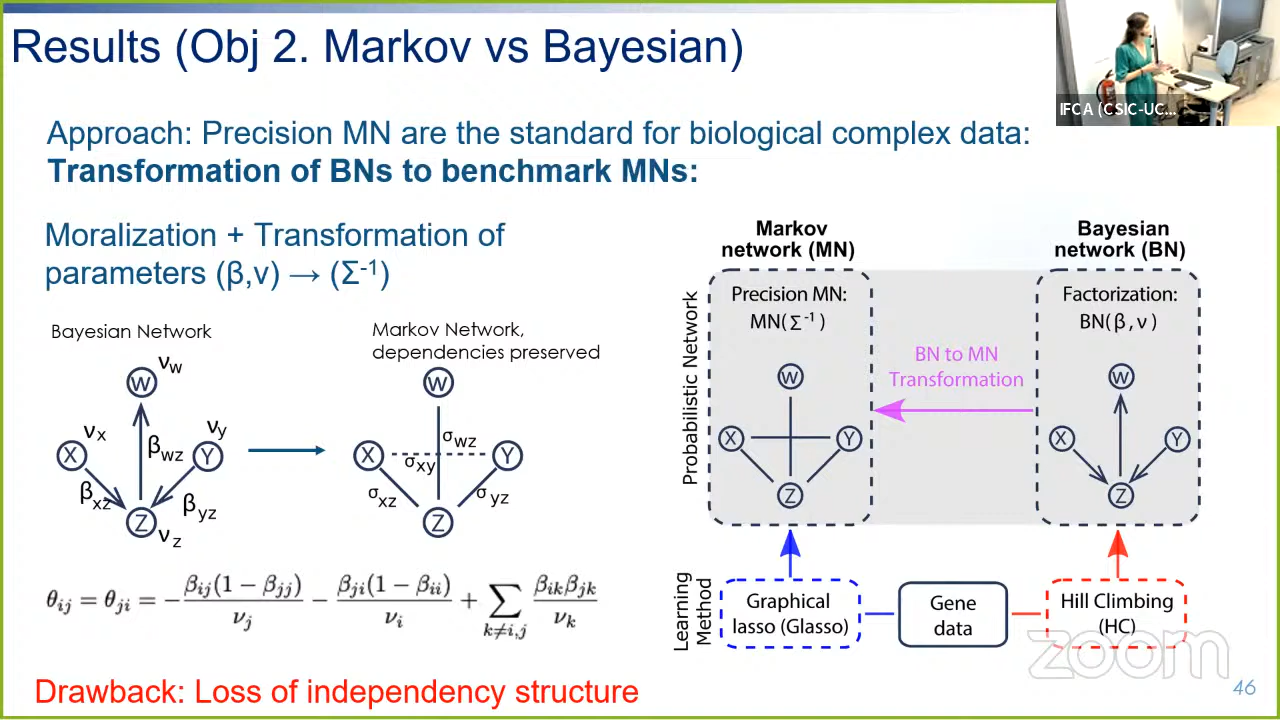 Results (Obj 2. Markov vs Bayesian)
IFCA (CSIC-UC...
Approach: Precision MN are the standard for biological complex data:
Transformation of BNs to benchmark MNs:
Moralization + Transformation of
parameters (β,ν) → (Σ⁻¹)
Bayesian Network
W
νw
νx
X
βwz
νy
Y
βxz
βyz
Z
νz
Markov Network,
dependencies preserved
W
σwz
X
σxy
Y
σxz
σyz
Z
θij = θji = − βij(1 − βjj)/νj − βji(1 − βii)/νi + ∑k≠i,j βikβjk/νk
Drawback: Loss of independency structure
Markov
network (MN)
Bayesian
network (BN)
Probabilistic Network
Precision MN:
MN(Σ⁻¹)
W
X
Y
Z
BN to MN
Transformation
Factorization:
BN(β,ν)
W
X
Y
Z
Learning
Method
Graphical
lasso (Glasso)
Gene
data
Hill Climbing
(HC)
zoom
46